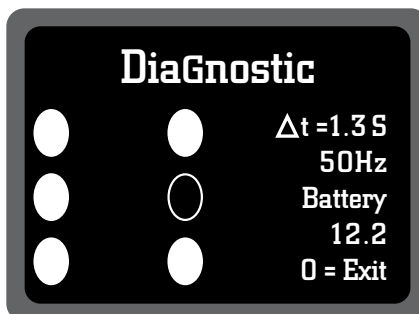 DiaGnostic
Δt =1.3 S
50Hz
Battery
12.2
0 = Exit